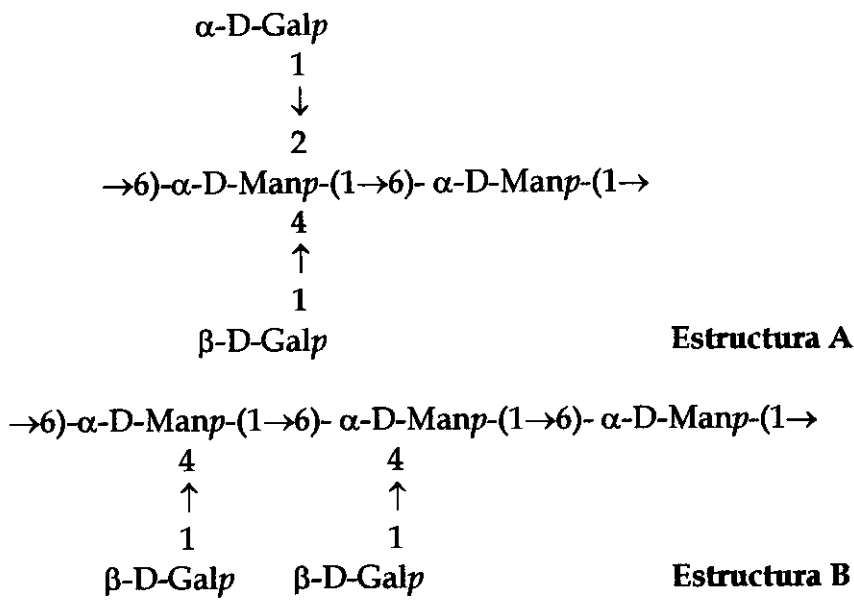 α-D-Galp
1
↓
2
→6)-α-D-Manp-(1→6)- α-D-Manp-(1→
4
↑
1
β-D-Galp Estructura A
→6)-α-D-Manp-(1→6)- α-D-Manp-(1→6)- α-D-Manp-(1→
4 4
↑ ↑
1 1
β-D-Galp β-D-Galp Estructura B